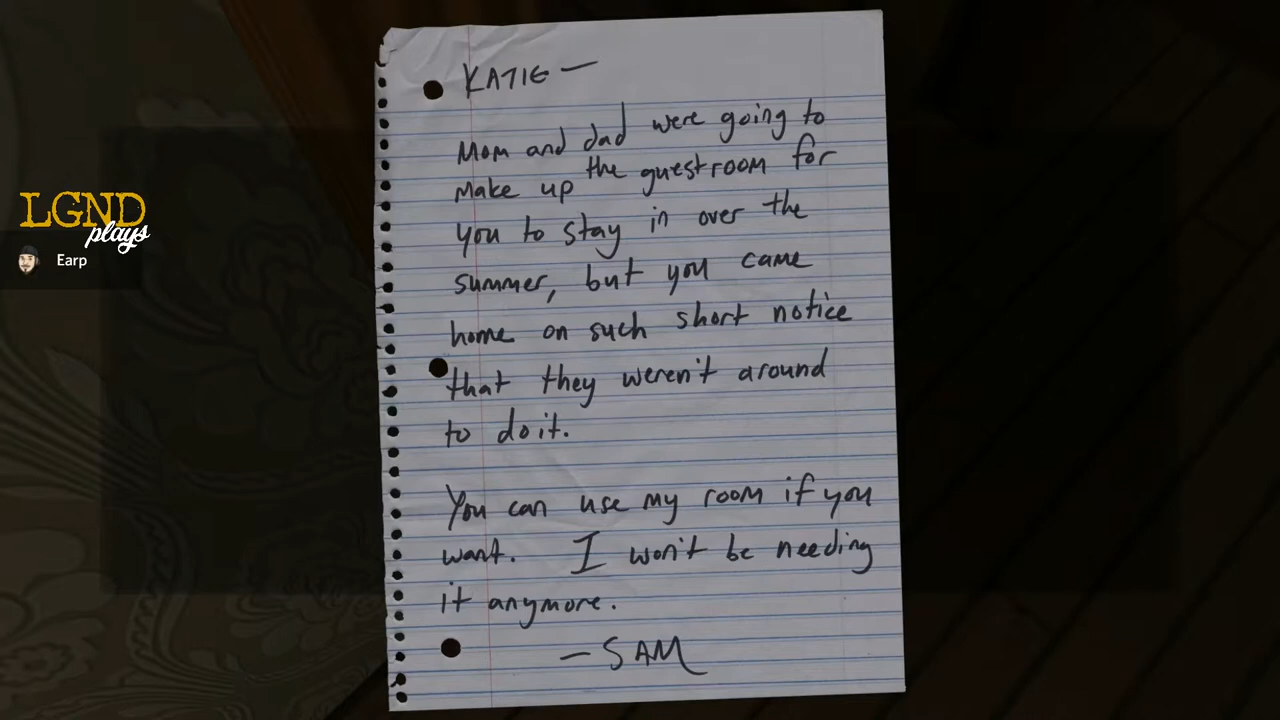 LGND
plays
Earp
KATIE —
Mom and dad were going to
make up the guestroom for
you to stay in over the
summer, but you came
home on such short notice
that they weren't around
to do it.
You can use my room if you
want. I won't be needing
it anymore.
— SAM